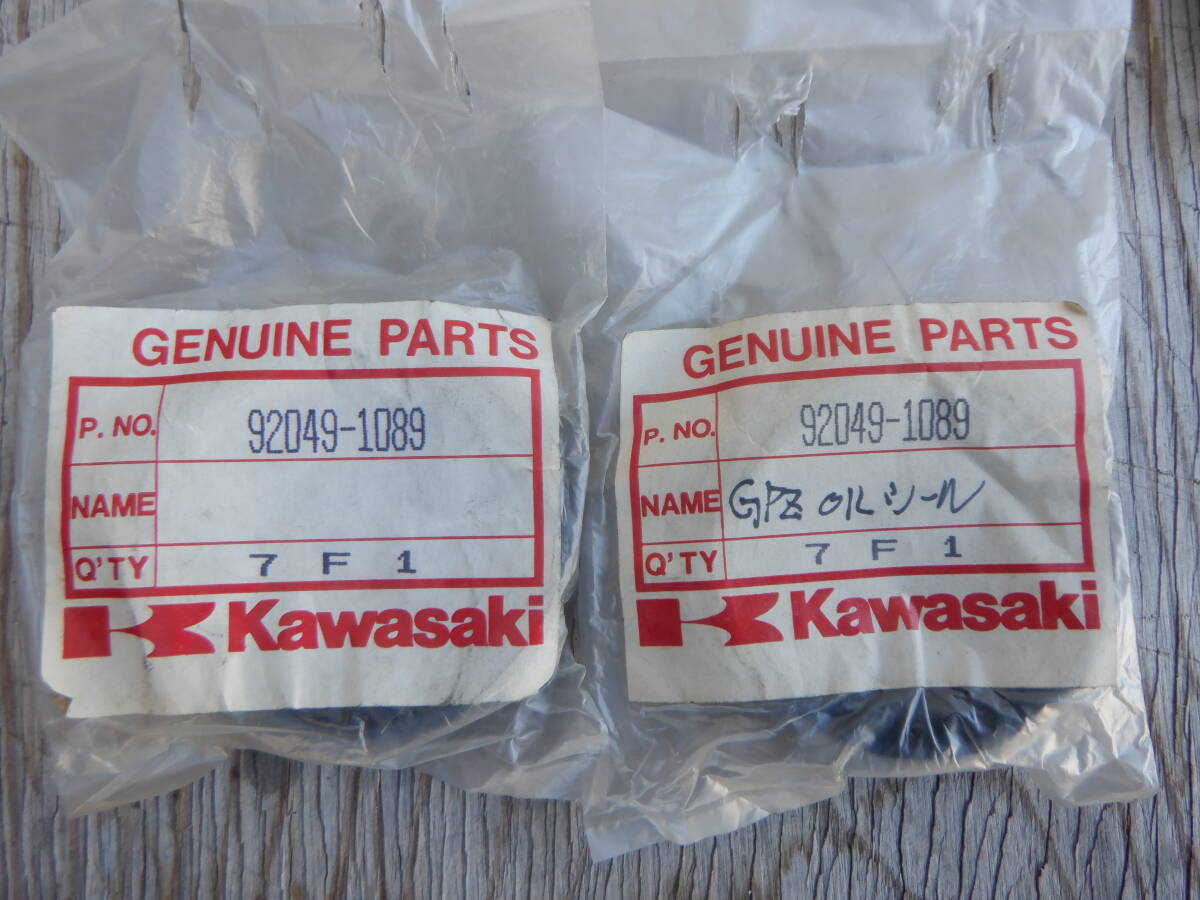 GENUINE PARTS
P. NO. 92049-1089
NAME
Q'TY 7 F 1
Kawasaki
GENUINE PARTS
P. NO. 92049-1089
NAME GPZ OILシール
Q'TY 7 F 1
Kawasaki